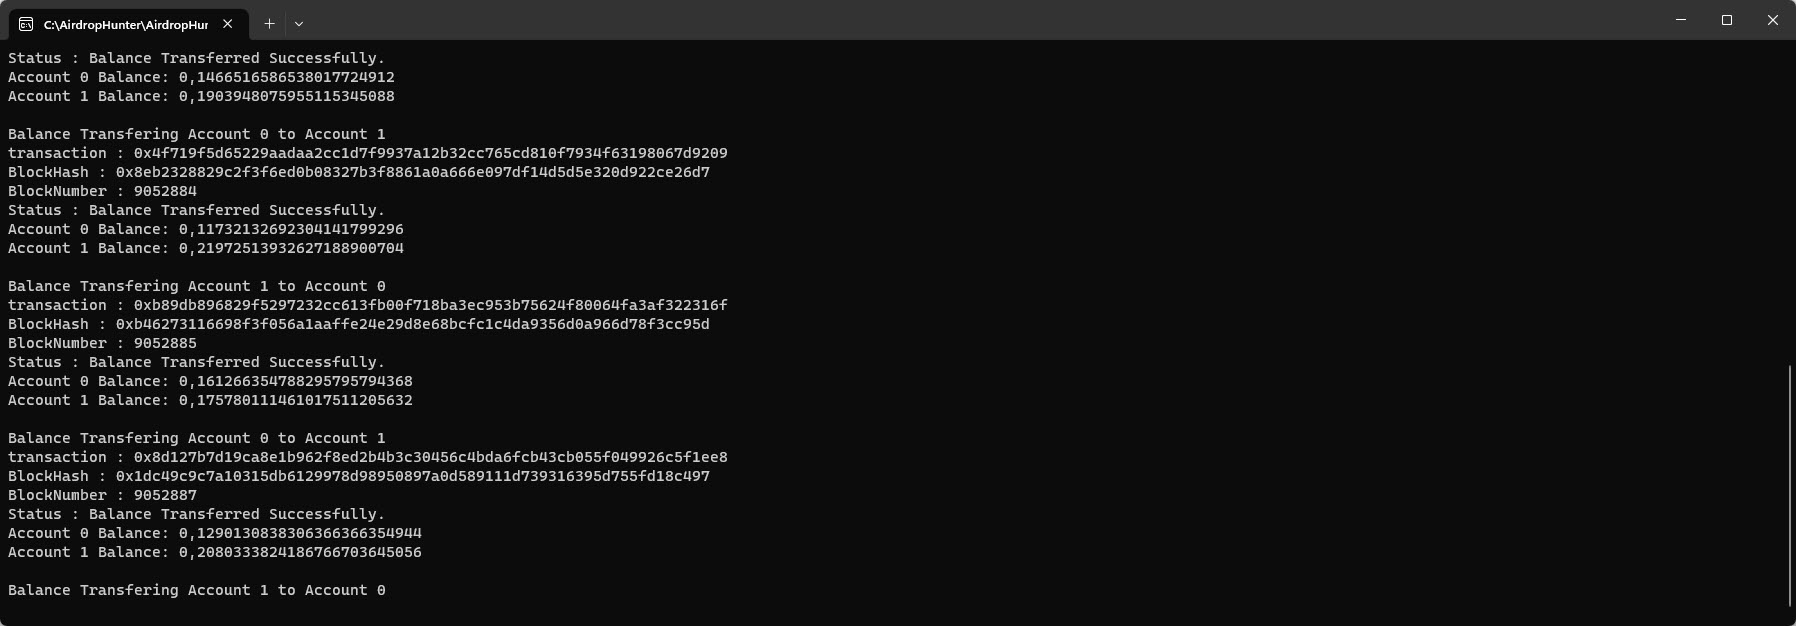 C:\AirdropHunter\AirdropHur
Status : Balance Transferred Successfully.
Account 0 Balance: 0,1466516586538017724912
Account 1 Balance: 0,1903948075955115345088
Balance Transfering Account 0 to Account 1
transaction : 0x4f719f5d65229aadaa2cc1d7f9937a12b32cc765cd810f7934f63198067d9209
BlockHash : 0x8eb2328829c2f3f6ed0b08327b3f8861a0a666e097df14d5d5e320d922ce26d7
BlockNumber : 9052884
Status : Balance Transferred Successfully.
Account 0 Balance: 0,11732132692304141799296
Account 1 Balance: 0,21972513932627188900704
Balance Transfering Account 1 to Account 0
transaction : 0xb89db896829f5297232cc613fb00f718ba3ec953b75624f80064fa3af322316f
BlockHash : 0xb46273116698f3f056a1aaffe24e29d8e68bcfc1c4da9356d0a966d78f3cc95d
BlockNumber : 9052885
Status : Balance Transferred Successfully.
Account 0 Balance: 0,161266354788295795794368
Account 1 Balance: 0,175780111461017511205632
Balance Transfering Account 0 to Account 1
transaction : 0x8d127b7d19ca8e1b962f8ed2b4b3c30456c4bda6fcb43cb055f049926c5f1ee8
BlockHash : 0x1dc49c9c7a10315db6129978d98950897a0d589111d739316395d755fd18c497
BlockNumber : 9052887
Status : Balance Transferred Successfully.
Account 0 Balance: 0,1290130838306366366354944
Account 1 Balance: 0,2080333824186766703645056
Balance Transfering Account 1 to Account 0